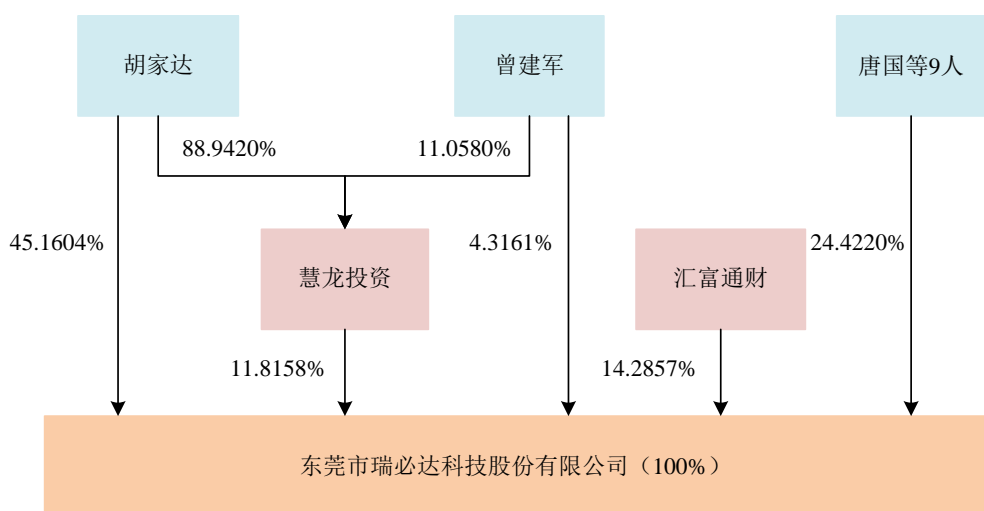 胡家达
曾建军
唐国等9人
88.9420%
11.0580%
45.1604%
慧龙投资
4.3161%
汇富通财
24.4220%
11.8158%
14.2857%
东莞市瑞必达科技股份有限公司（100%）